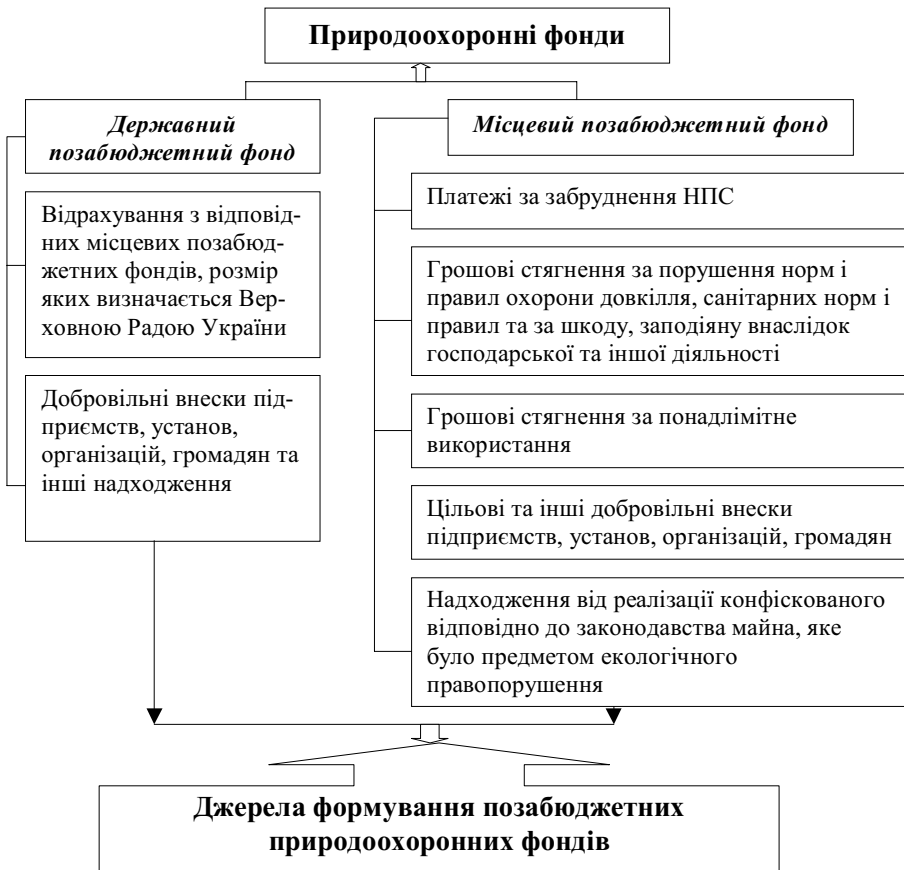 Природоохоронні фонди
Державний
позабюджетний фонд
Відрахування з відповід-
них місцевих позабюд-
жетних фондів, розмір
яких визначається Вер-
ховною Радою України
Добровільні внески під-
приємств, установ,
організацій, громадян та
інші надходження
Місцевий позабюджетний фонд
Платежі за забруднення НПС
Грошові стягнення за порушення норм і
правил охорони довкілля, санітарних норм і
правил та за шкоду, заподіяну внаслідок
господарської та іншої діяльності
Грошові стягнення за понадлімітне
використання
Цільові та інші добровільні внески
підприємств, установ, організацій, громадян
Надходження від реалізації конфіскованого
відповідно до законодавства майна, яке
було предметом екологічного
правопорушення
Джерела формування позабюджетних
природоохоронних фондів